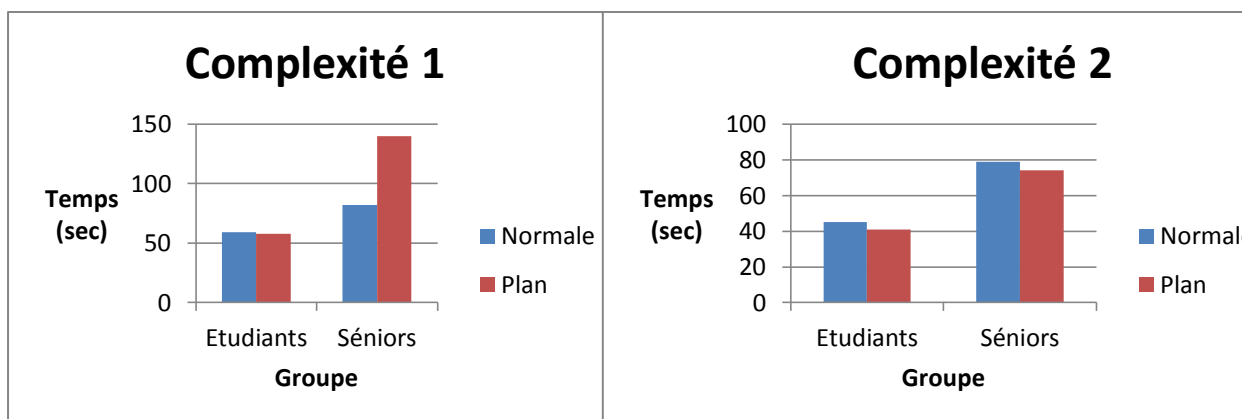 Complexité 1
150
100
50
0
Temps
(sec)
Etudiants
Séniors
Groupe
Normale
Plan
Complexité 2
100
80
60
40
20
0
Temps
(sec)
Etudiants
Séniors
Groupe
Normal
Plan